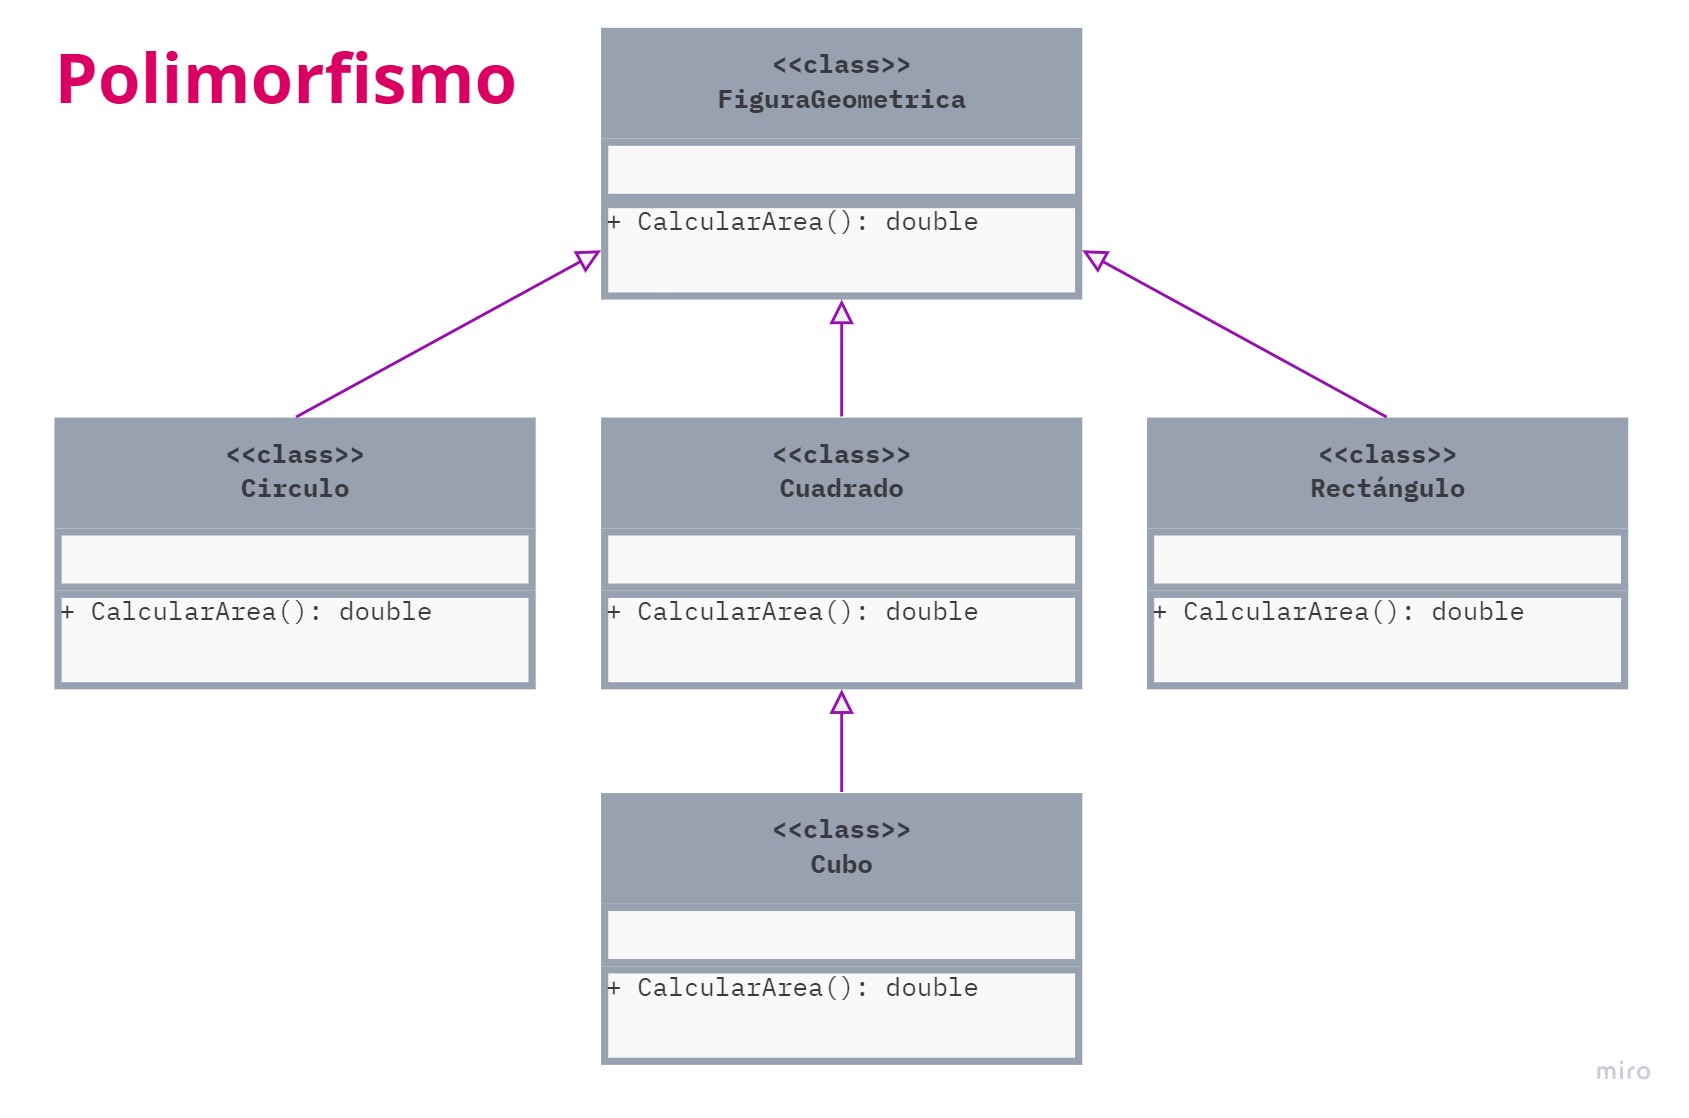 Polimorfismo
<<class>>
FiguraGeometrica
+ CalcularArea(): double
<<class>>
Circulo
+ CalcularArea(): double
<<class>>
Cuadrado
+ CalcularArea(): double
<<class>>
Rectángulo
+ CalcularArea(): double
<<class>>
Cubo
+ CalcularArea(): double
miro